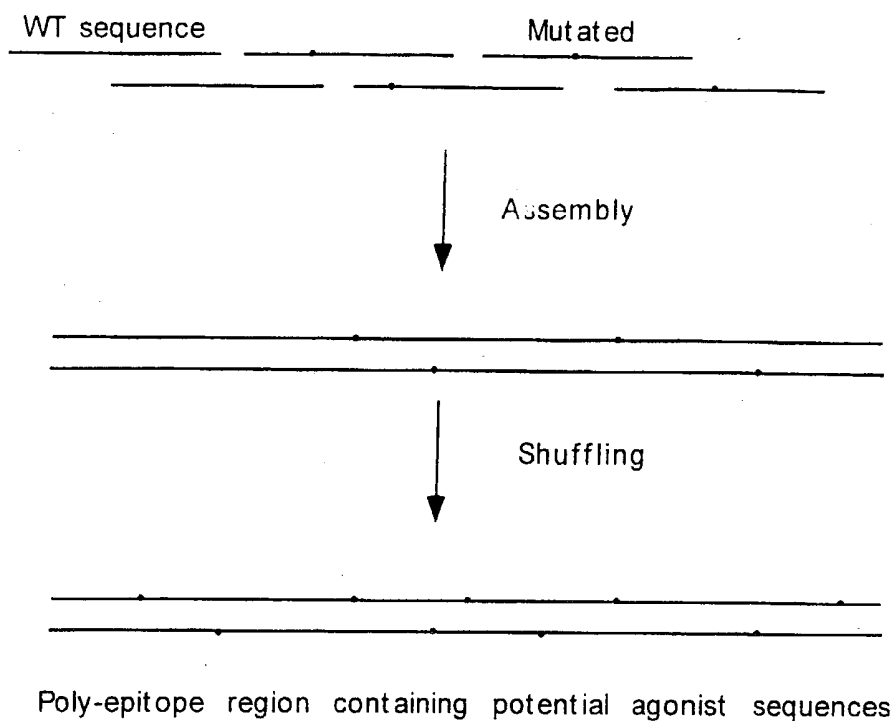 WT sequence
Mutated
Assembly
Shuffling
Poly-epitope region containing potential agonist sequences